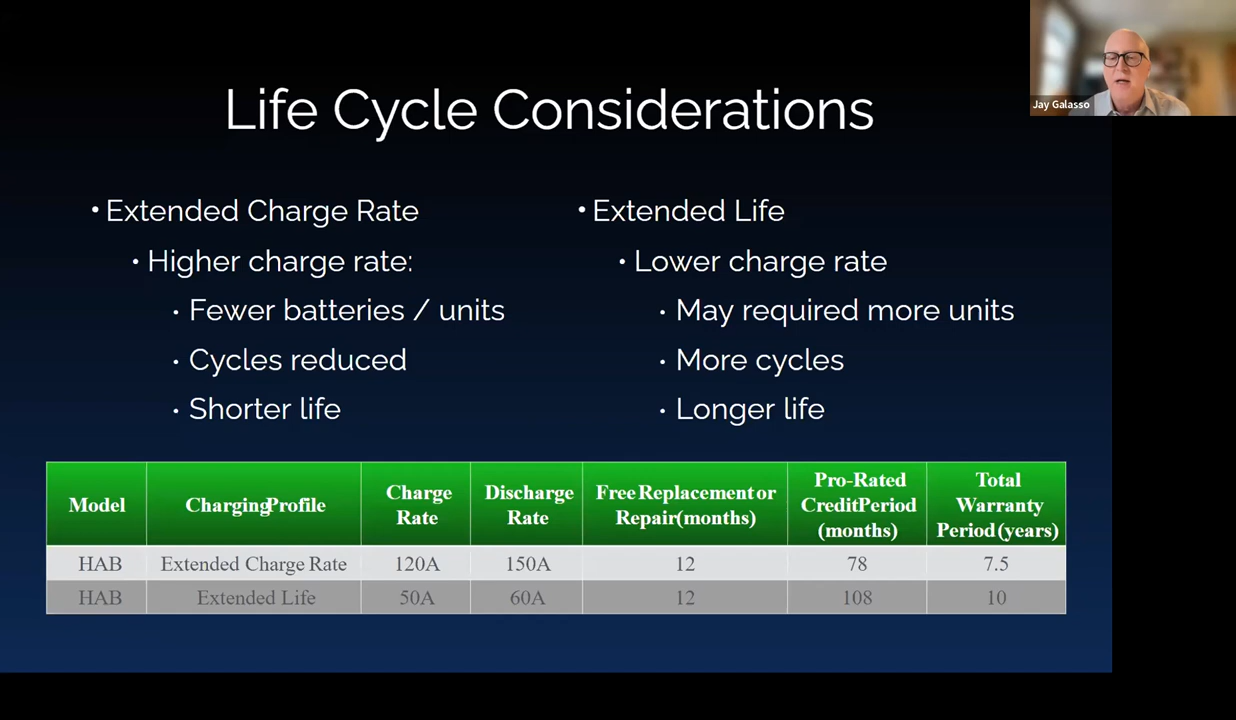 Jay Galasso
Life Cycle Considerations
• Extended Charge Rate
• Higher charge rate:
• Fewer batteries / units
• Cycles reduced
• Shorter life
• Extended Life
• Lower charge rate
• May required more units
• More cycles
• Longer life
Model ChargingProfile Charge Rate Discharge Rate Free Replacement or Repair(months) Pro-Rated CreditPeriod (months) Total Warranty Period (years)
HAB Extended Charge Rate 120A 150A 12 78 7.5
HAB Extended Life 50A 60A 12 108 10